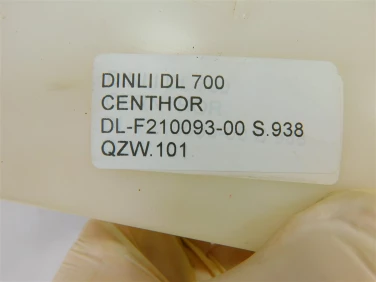 DINLI DL 700
CENTHOR
DL-F210093-00 S.938
QZW.101